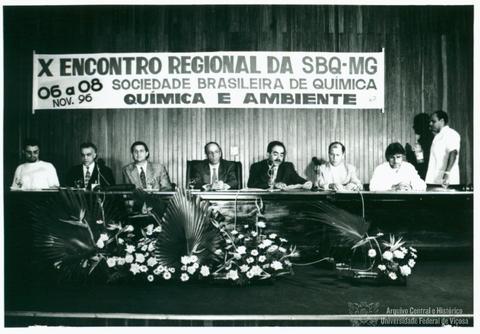 X ENCONTRO REGIONAL DA SBQ-MG
06 a 08 SOCIEDADE BRASILEIRA DE QUÍMICA
NOV. 96 QUÍMICA E AMBIENTE
Arquivo Central e Histórico
Universidade Federal de Viçosa